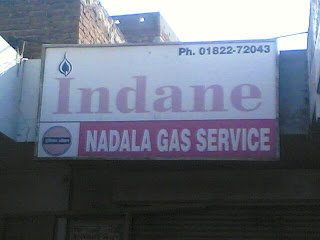 Ph. 01822-72043
Indane
NADALA GAS SERVICE